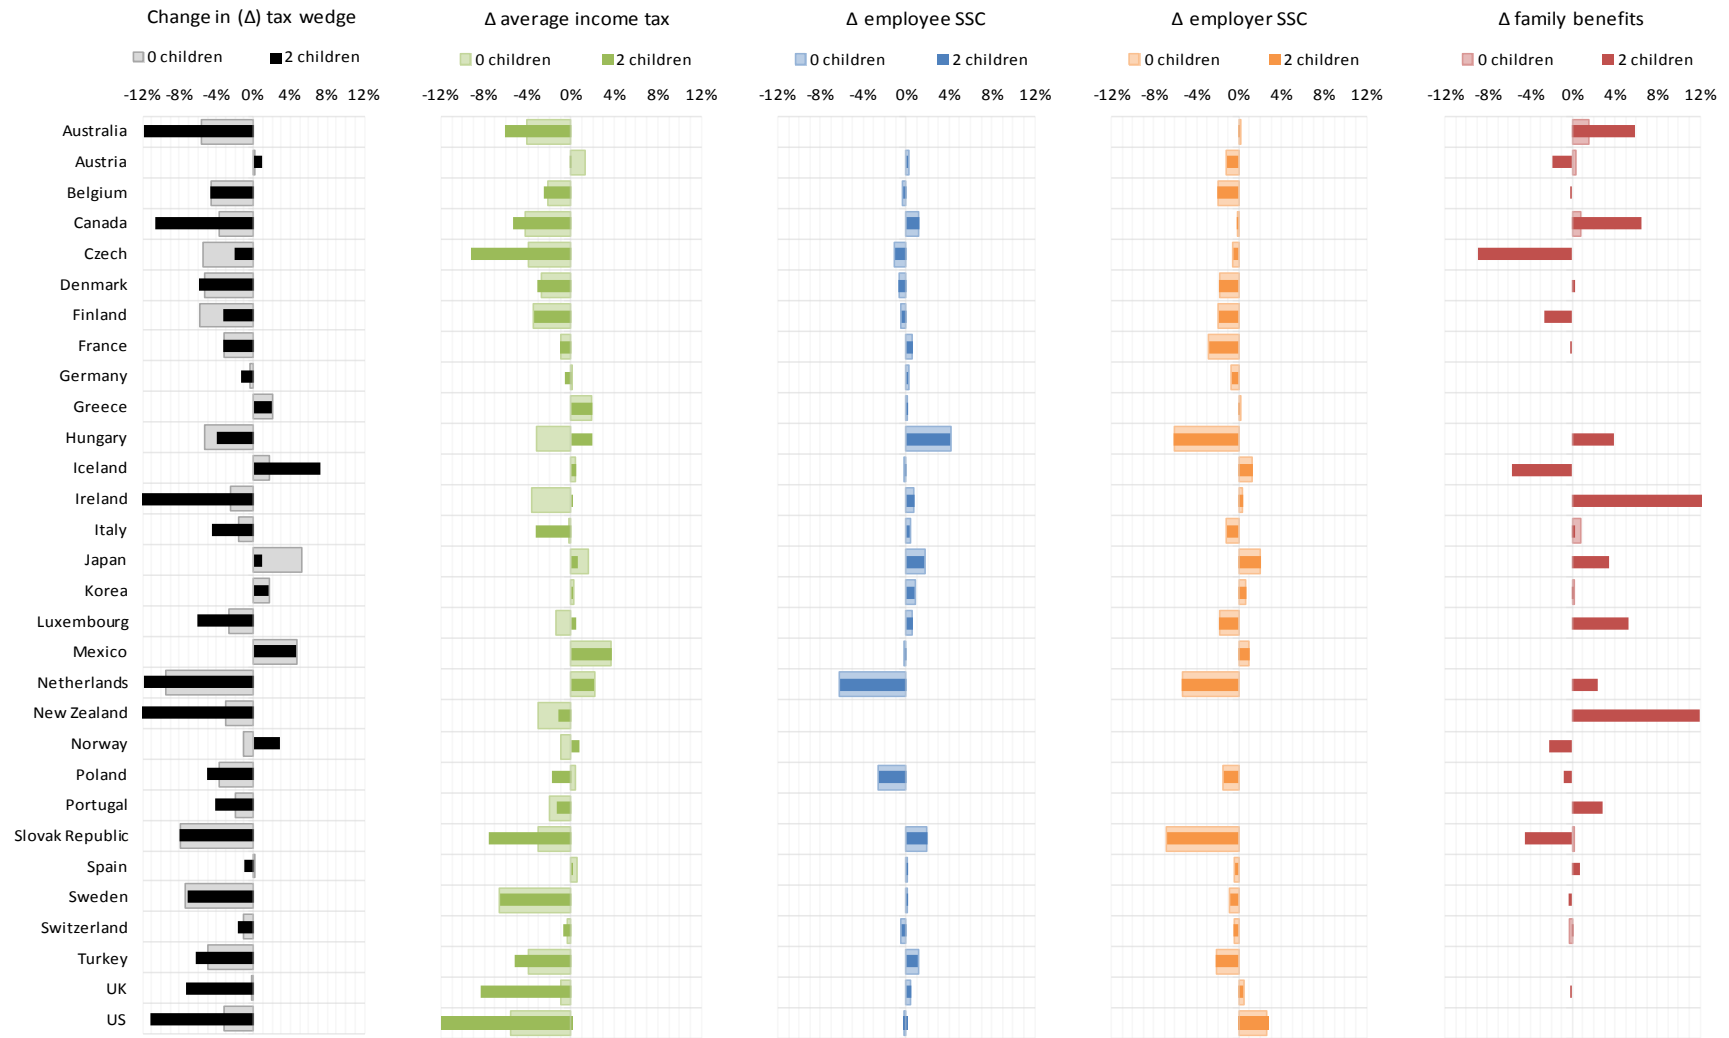 Change in (Δ) tax wedge Δ average income tax Δ employee SSC Δ employer SSC Δ family benefits
0 children 2 children 0 children 2 children 0 children 2 children 0 children 2 children 0 children 2 children
-12% -8% -4% 0% 4% 8% 12% -12% -8% -4% 0% 4% 8% 12% -12% -8% -4% 0% 4% 8% 12% -12% -8% -4% 0% 4% 8% 12% -12% -8% -4% 0% 4% 8% 12%
Australia
Austria
Belgium
Canada
Czech
Denmark
Finland
France
Germany
Greece
Hungary
Iceland
Ireland
Italy
Japan
Korea
Luxembourg
Mexico
Netherlands
New Zealand
Norway
Poland
Portugal
Slovak Republic
Spain
Sweden
Switzerland
Turkey
UK
US